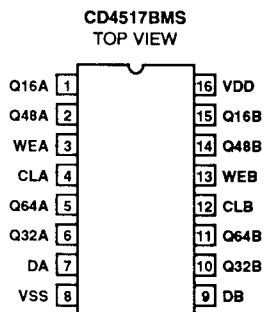 CD4517BMS
TOP VIEW
Q16A 1 16 VDD
Q48A 2 15 Q16B
WEA 3 14 Q48B
CLA 4 13 WEB
Q64A 5 12 CLB
Q32A 6 11 Q64B
DA 7 10 Q32B
VSS 8 9 DB